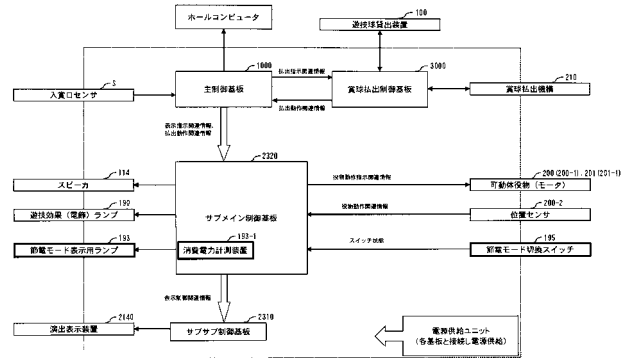 ホールコンピュータ
100
遊技球貸出装置
1000
3000
S
主制御基板
払出指示関連情報
払出動作関連情報
賞球払出制御基板
210
賞球払出機構
入賞口センサ
表示指示関連情報、
払出動作関連情報
2320
114
スピーカ
役物動作指示関連情報
200(200-1),201(201-1)
可動体役物(モータ)
190
遊技効果(電飾)ランプ
サブメイン制御基板
役物動作関連情報
200-2
位置センサ
193
節電モード表示用ランプ
193-1
消費電力計測装置
スイッチ状態
195
節電モード切換スイッチ
表示制御関連情報
2140
演出表示装置
2310
サブサブ制御基板
電源供給ユニット
(各基板と接続し電源供給)